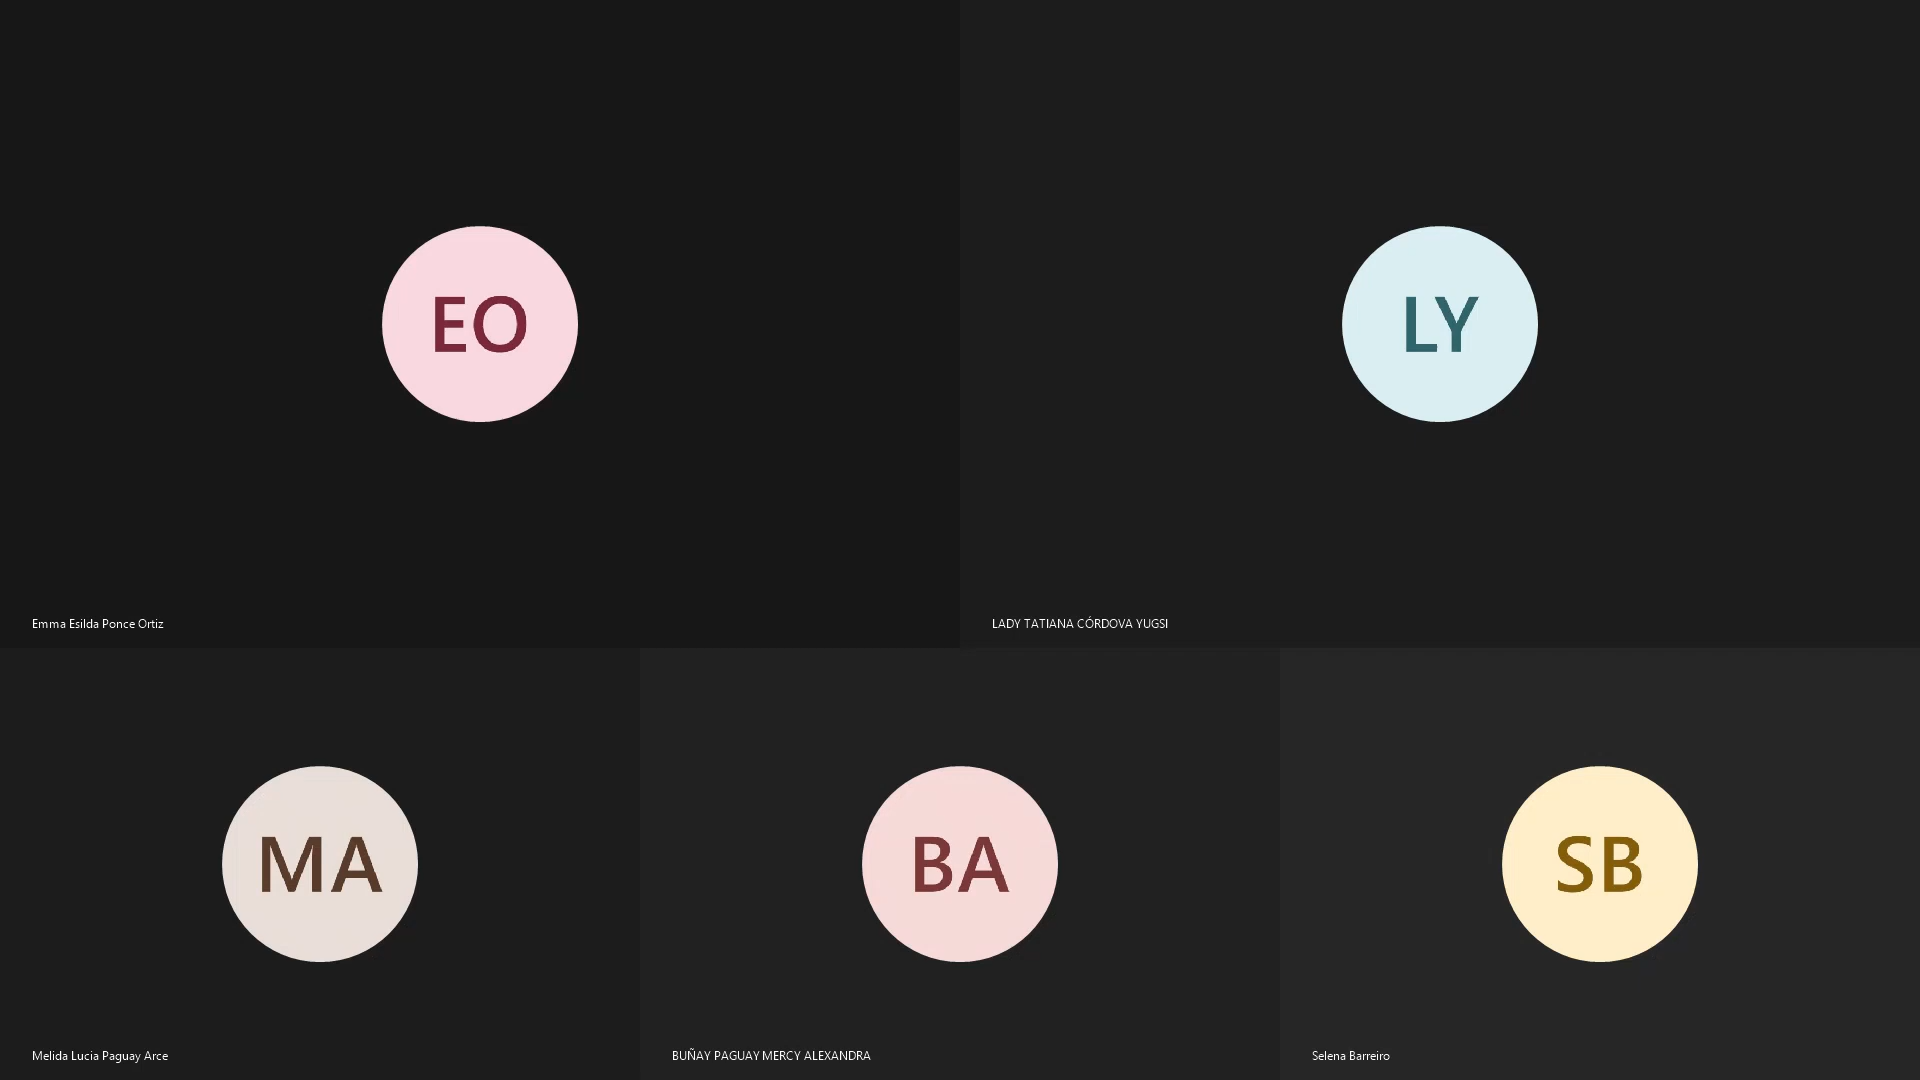 EO
LY
Emma Esilda Ponce Ortiz
LADY TATIANA CÓRDOVA YUGSI
MA
BA
SB
Melida Lucia Paguay Arce
BUÑAY PAGUAY MERCY ALEXANDRA
Selena Barreiro